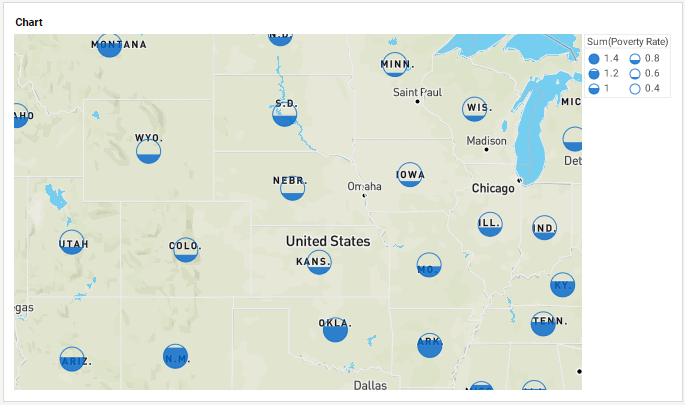 Chart
Sum(Poverty Rate)
1.4 0.8
1.2 0.6
1 0.4
MONTANA
N.D.
MINN.
Saint Paul
S.D.
WIS.
MIC
AHO
WYO.
Madison
Det
NEBR.
Omaha
IOWA
Chicago
UTAH
COLO.
United States
ILL.
IND.
KANS.
MO.
KY.
gas
OKLA.
TENN.
ARIZ.
N.M.
ARK.
Dallas